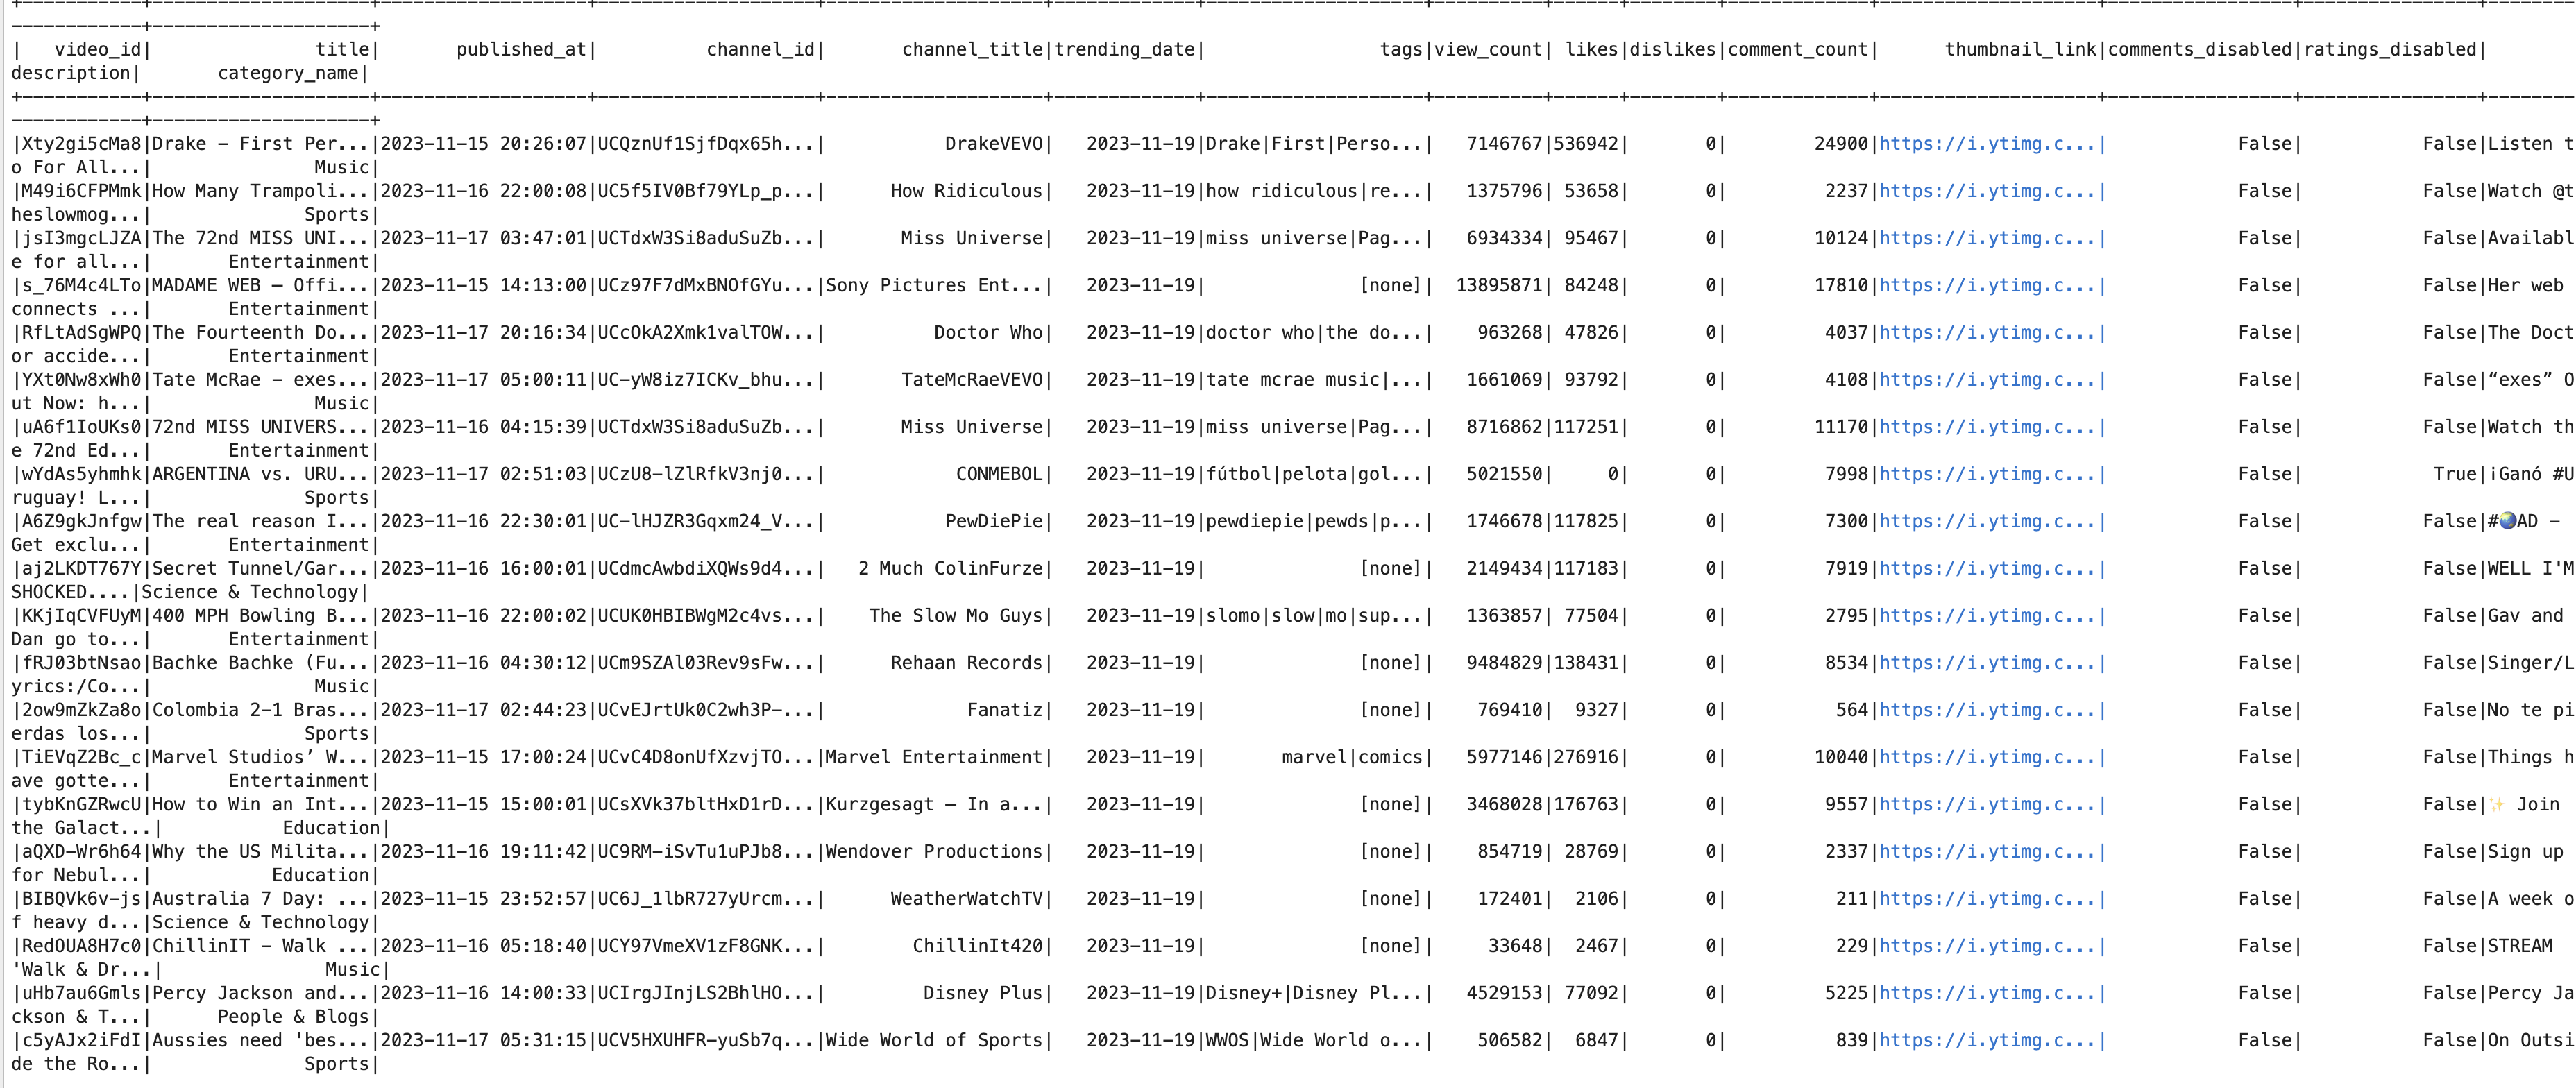 +-----------+--------------------+-------------------+--------------------+--------------------+-------------+--------------------+----------+------+--------+-------------+--------------------+-----------------+----------------+--------
------------+--------------------+
|   video_id|               title|       published_at|          channel_id|       channel_title|trending_date|                tags|view_count| likes|dislikes|comment_count|      thumbnail_link|comments_disabled|ratings_disabled|
description|       category_name|
+-----------+--------------------+-------------------+--------------------+--------------------+-------------+--------------------+----------+------+--------+-------------+--------------------+-----------------+----------------+--------
------------+--------------------+
|Xty2gi5cMa8|Drake - First Per...|2023-11-15 20:26:07|UCQznUf1SjfDqx65h...|           DrakeVEVO|   2023-11-19|Drake|First|Perso...|   7146767|536942|       0|        24900|https://i.ytimg.c...|            False|           False|Listen t
o For All...|               Music|
|M49i6CFPMmk|How Many Trampoli...|2023-11-16 22:00:08|UC5f5IV0Bf79YLp_p...|      How Ridiculous|   2023-11-19|how ridiculous|re...|   1375796| 53658|       0|         2237|https://i.ytimg.c...|            False|           False|Watch @t
heslowmog...|              Sports|
|jsI3mgcLJZA|The 72nd MISS UNI...|2023-11-17 03:47:01|UCTdxW3Si8aduSuZb...|       Miss Universe|   2023-11-19|miss universe|Pag...|   6934334| 95467|       0|        10124|https://i.ytimg.c...|            False|           False|Availabl
e for all...|       Entertainment|
|s_76M4c4LTo|MADAME WEB – Offi...|2023-11-15 14:13:00|UCz97F7dMxBNOfGYu...|Sony Pictures Ent...|   2023-11-19|              [none]|  13895871| 84248|       0|        17810|https://i.ytimg.c...|            False|           False|Her web
connects ...|       Entertainment|
|RfLtAdSgWPQ|The Fourteenth Do...|2023-11-17 20:16:34|UCcOkA2Xmk1valTOW...|          Doctor Who|   2023-11-19|doctor who|the do...|    963268| 47826|       0|         4037|https://i.ytimg.c...|            False|           False|The Doct
or accide...|       Entertainment|
|YXt0Nw8xWh0|Tate McRae - exes...|2023-11-17 05:00:11|UC-yW8iz7ICKv_bhu...|       TateMcRaeVEVO|   2023-11-19|tate mcrae music|...|   1661069| 93792|       0|         4108|https://i.ytimg.c...|            False|           False|“exes” O
ut Now: h...|               Music|
|uA6f1IoUKs0|72nd MISS UNIVERS...|2023-11-16 04:15:39|UCTdxW3Si8aduSuZb...|       Miss Universe|   2023-11-19|miss universe|Pag...|   8716862|117251|       0|        11170|https://i.ytimg.c...|            False|           False|Watch th
e 72nd Ed...|       Entertainment|
|wYdAs5yhmhk|ARGENTINA vs. URU...|2023-11-17 02:51:03|UCzU8-lZlRfkV3nj0...|            CONMEBOL|   2023-11-19|fútbol|pelota|gol...|   5021550|     0|       0|         7998|https://i.ytimg.c...|            False|            True|¡Ganó #U
ruguay! L...|              Sports|
|A6Z9gkJnfgw|The real reason I...|2023-11-16 22:30:01|UC-lHJZR3Gqxm24_V...|           PewDiePie|   2023-11-19|pewdiepie|pewds|p...|   1746678|117825|       0|         7300|https://i.ytimg.c...|            False|           False|#🌏AD -
Get exclu...|       Entertainment|
|aj2LKDT767Y|Secret Tunnel/Gar...|2023-11-16 16:00:01|UCdmcAwbdiXQWs9d4...|   2 Much ColinFurze|   2023-11-19|              [none]|   2149434|117183|       0|         7919|https://i.ytimg.c...|            False|           False|WELL I'M
SHOCKED....|Science & Technology|
|KKjIqCVFUyM|400 MPH Bowling B...|2023-11-16 22:00:02|UCUK0HBIBWgM2c4vs...|    The Slow Mo Guys|   2023-11-19|slomo|slow|mo|sup...|   1363857| 77504|       0|         2795|https://i.ytimg.c...|            False|           False|Gav and
Dan go to...|       Entertainment|
|fRJ03btNsao|Bachke Bachke (Fu...|2023-11-16 04:30:12|UCm9SZAl03Rev9sFw...|      Rehaan Records|   2023-11-19|              [none]|   9484829|138431|       0|         8534|https://i.ytimg.c...|            False|           False|Singer/L
yrics:/Co...|               Music|
|2ow9mZkZa8o|Colombia 2-1 Bras...|2023-11-17 02:44:23|UCvEJrtUk0C2wh3P-...|             Fanatiz|   2023-11-19|              [none]|    769410|  9327|       0|          564|https://i.ytimg.c...|            False|           False|No te pi
erdas los...|              Sports|
|TiEVqZ2Bc_c|Marvel Studios’ W...|2023-11-15 17:00:24|UCvC4D8onUfXzvjTO...|Marvel Entertainment|   2023-11-19|       marvel|comics|   5977146|276916|       0|        10040|https://i.ytimg.c...|            False|           False|Things h
ave gotte...|       Entertainment|
|tybKnGZRwcU|How to Win an Int...|2023-11-15 15:00:01|UCsXVk37bltHxD1rD...|Kurzgesagt – In a...|   2023-11-19|              [none]|   3468028|176763|       0|         9557|https://i.ytimg.c...|            False|           False|✨ Join
the Galact...|           Education|
|aQXD-Wr6h64|Why the US Milita...|2023-11-16 19:11:42|UC9RM-iSvTu1uPJb8...|Wendover Productions|   2023-11-19|              [none]|    854719| 28769|       0|         2337|https://i.ytimg.c...|            False|           False|Sign up
for Nebul...|           Education|
|BIBQVk6v-js|Australia 7 Day: ...|2023-11-15 23:52:57|UC6J_1lbR727yUrcm...|      WeatherWatchTV|   2023-11-19|              [none]|    172401|  2106|       0|          211|https://i.ytimg.c...|            False|           False|A week o
f heavy d...|Science & Technology|
|RedOUA8H7c0|ChillinIT - Walk ...|2023-11-16 05:18:40|UCY97VmeXV1zF8GNK...|        ChillinIt420|   2023-11-19|              [none]|     33648|  2467|       0|          229|https://i.ytimg.c...|            False|           False|STREAM
'Walk & Dr...|               Music|
|uHb7au6Gmls|Percy Jackson and...|2023-11-16 14:00:33|UCIrgJInjLS2BhlHO...|         Disney Plus|   2023-11-19|Disney+|Disney Pl...|   4529153| 77092|       0|         5225|https://i.ytimg.c...|            False|           False|Percy Ja
ckson & T...|      People & Blogs|
|c5yAJx2iFdI|Aussies need 'bes...|2023-11-17 05:31:15|UCV5HXUHFR-yuSb7q...|Wide World of Sports|   2023-11-19|WWOS|Wide World o...|    506582|  6847|       0|          839|https://i.ytimg.c...|            False|           False|On Outsi
de the Ro...|              Sports|